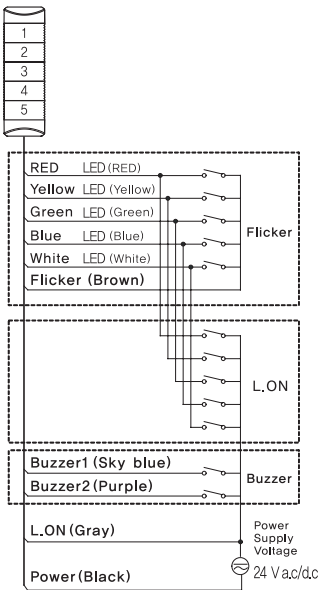 1
2
3
4
5
RED LED (RED)
Yellow LED (Yellow)
Green LED (Green)
Blue LED (Blue)
White LED (White)
Flicker (Brown)
Flicker
L.ON
Buzzer1 (Sky blue)
Buzzer2 (Purple)
Buzzer
L.ON (Gray)
Power
Supply
Voltage
24 V a.c/d.c
Power (Black)